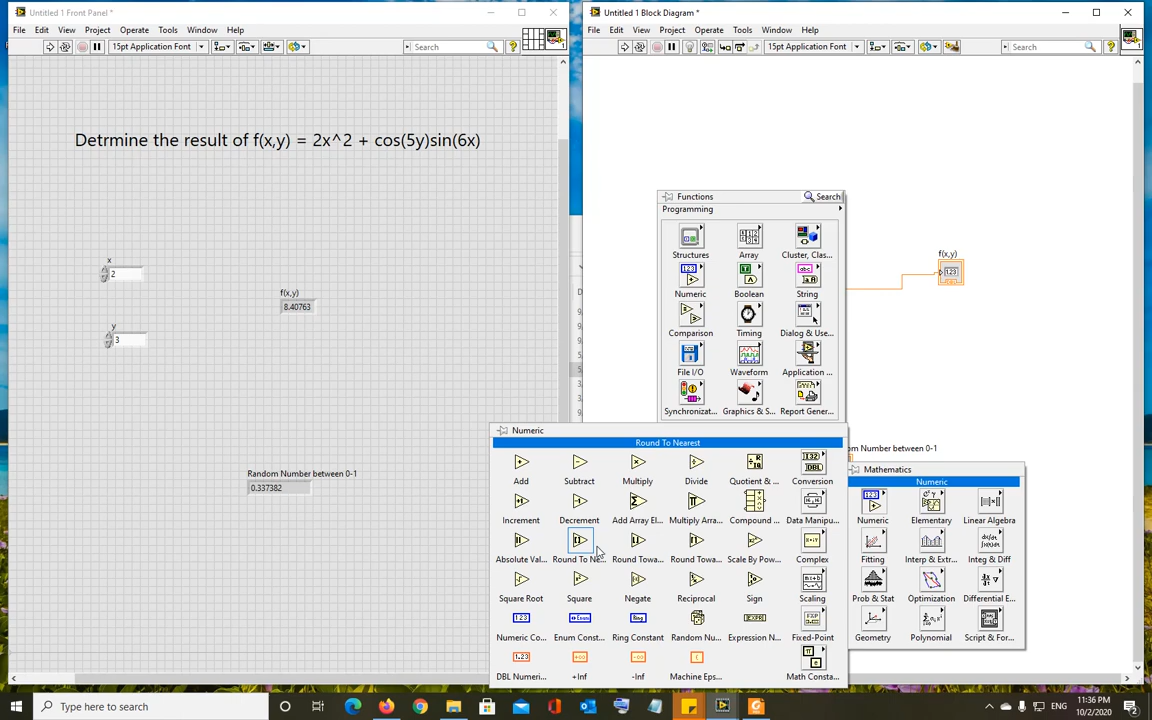 Untitled 1 Front Panel *
File Edit View Project Operate Tools Window Help
15pt Application Font
Search
Detrmine the result of f(x,y) = 2x^2 + cos(5y)sin(6x)
x
2
f(x,y)
8.40763
y
3
Random Number between 0-1
0.337382
Untitled 1 Block Diagram *
File Edit View Project Operate Tools Window Help
15pt Application Font
Search
f(x,y)
Functions Search
Programming
Structures Array Cluster, Clas...
Numeric Boolean String
Comparison Timing Dialog & Use...
File I/O Waveform Application ...
Synchronizat... Graphics & S... Report Gener...
dom Number between 0-1
Numeric
Round To Nearest
Add Subtract Multiply Divide Quotient & ... Conversion
Increment Decrement Add Array El... Multiply Arra... Compound ... Data Manipu...
Absolute Val... Round To Ne... Round Towa... Round Towa... Scale By Pow... Complex
Square Root Square Negate Reciprocal Sign Scaling
Numeric Co... Enum Const... Ring Constant Random Nu... Expression N... Fixed-Point
DBL Numeri... +Inf -Inf Machine Eps... Math Consta...
Mathematics
Numeric
Numeric Elementary Linear Algebra
Fitting Interp & Extr... Integ & Diff
Prob & Stat Optimization Differential E...
Geometry Polynomial Script & For...
Type here to search
ENG
11:36 PM
10/2/2020